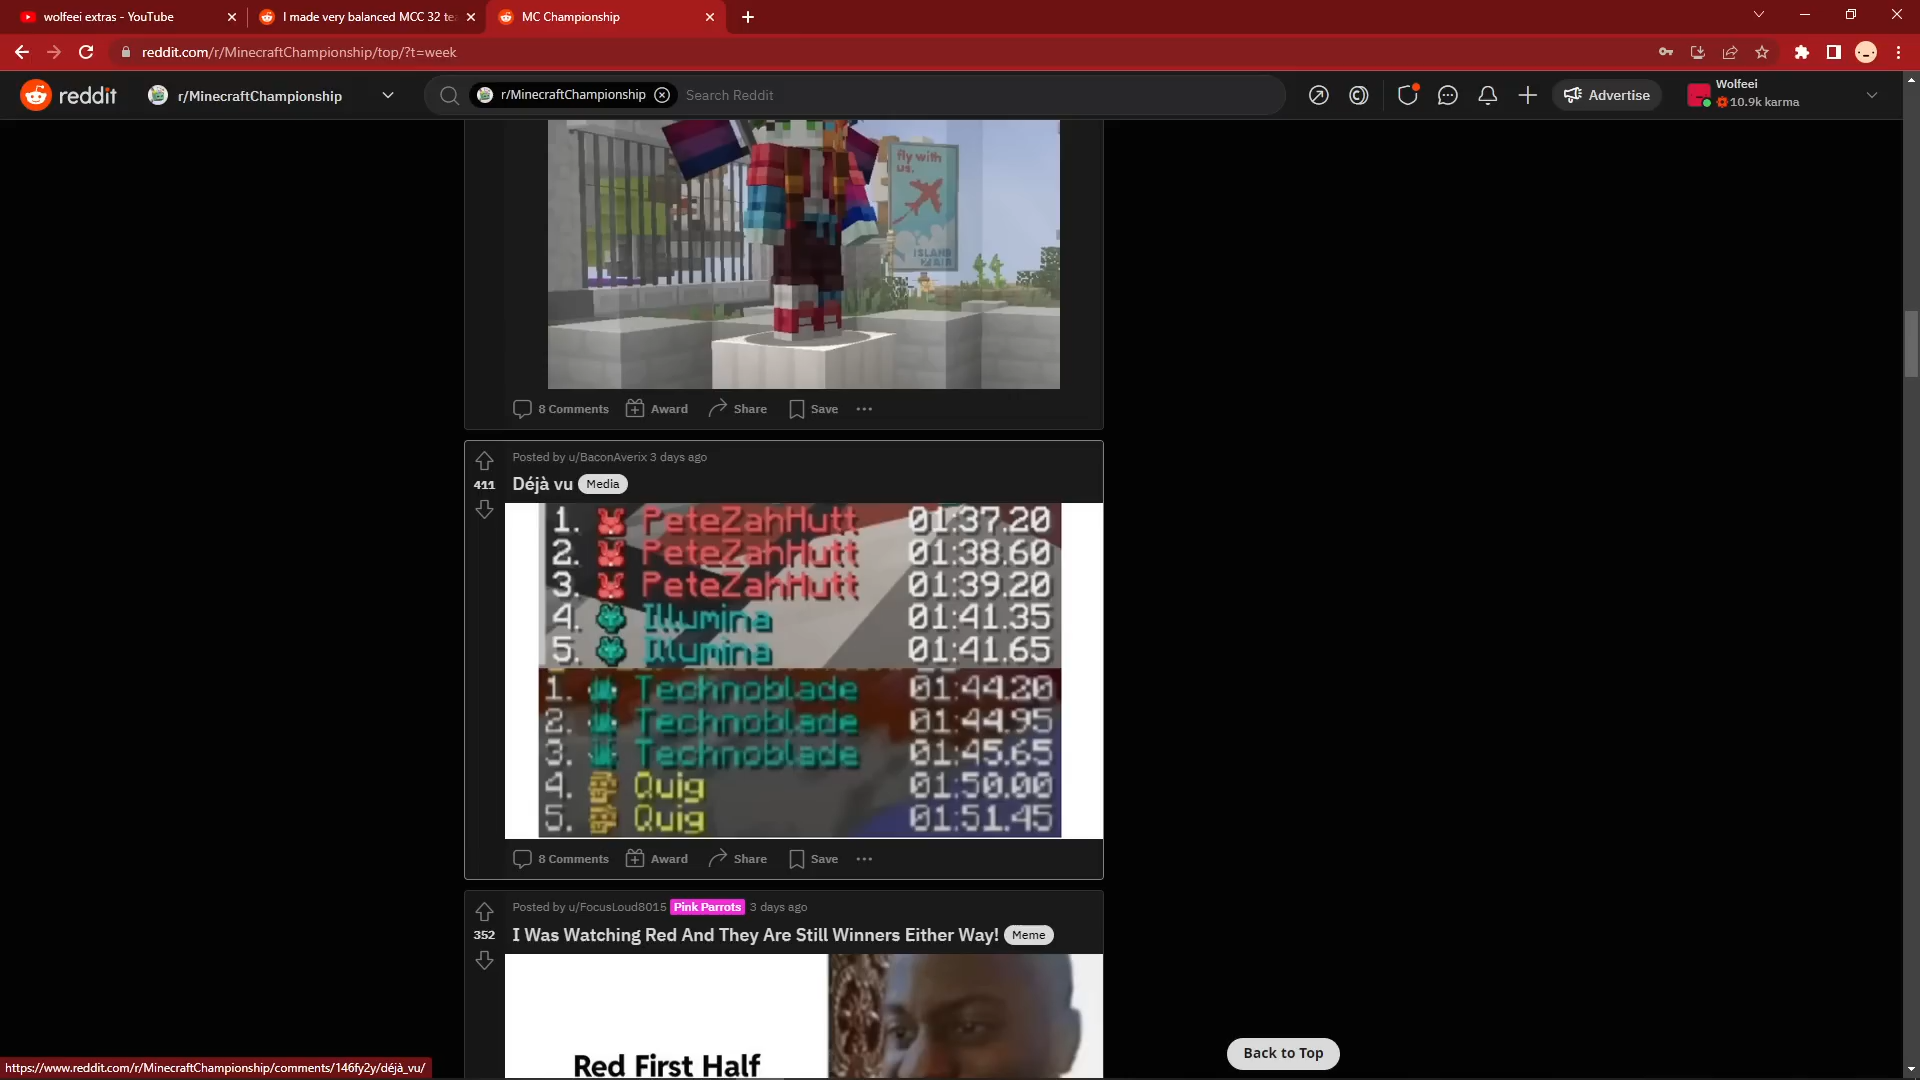 wolfeei extras - YouTube
I made very balanced MCC 32 te
MC Championship
reddit.com/r/MinecraftChampionship/top/?t=week
reddit
r/MinecraftChampionship
r/MinecraftChampionship
Search Reddit
Advertise
Wolfeei
10.9k karma
fly with
us.
ISLAND
8 Comments
Award
Share
Save
Posted by u/BaconAverix 3 days ago
411
Déjà vu
Media
1. PeteZahHutt 01:37.20
2. PeteZahHutt 01:38.60
3. PeteZahHutt 01:39.20
4. Illumina 01:41.35
5. Illumina 01:41.65
1. Technoblade 01:44.20
2. Technoblade 01:44.95
3. Technoblade 01:45.65
4. Quig 01:50.00
5. Quig 01:51.45
8 Comments
Award
Share
Save
Posted by u/FocusLoud8015 Pink Parrots 3 days ago
352
I Was Watching Red And They Are Still Winners Either Way!
Meme
Red First Half
Back to Top
https://www.reddit.com/r/MinecraftChampionship/comments/146fy2y/déjà_vu/